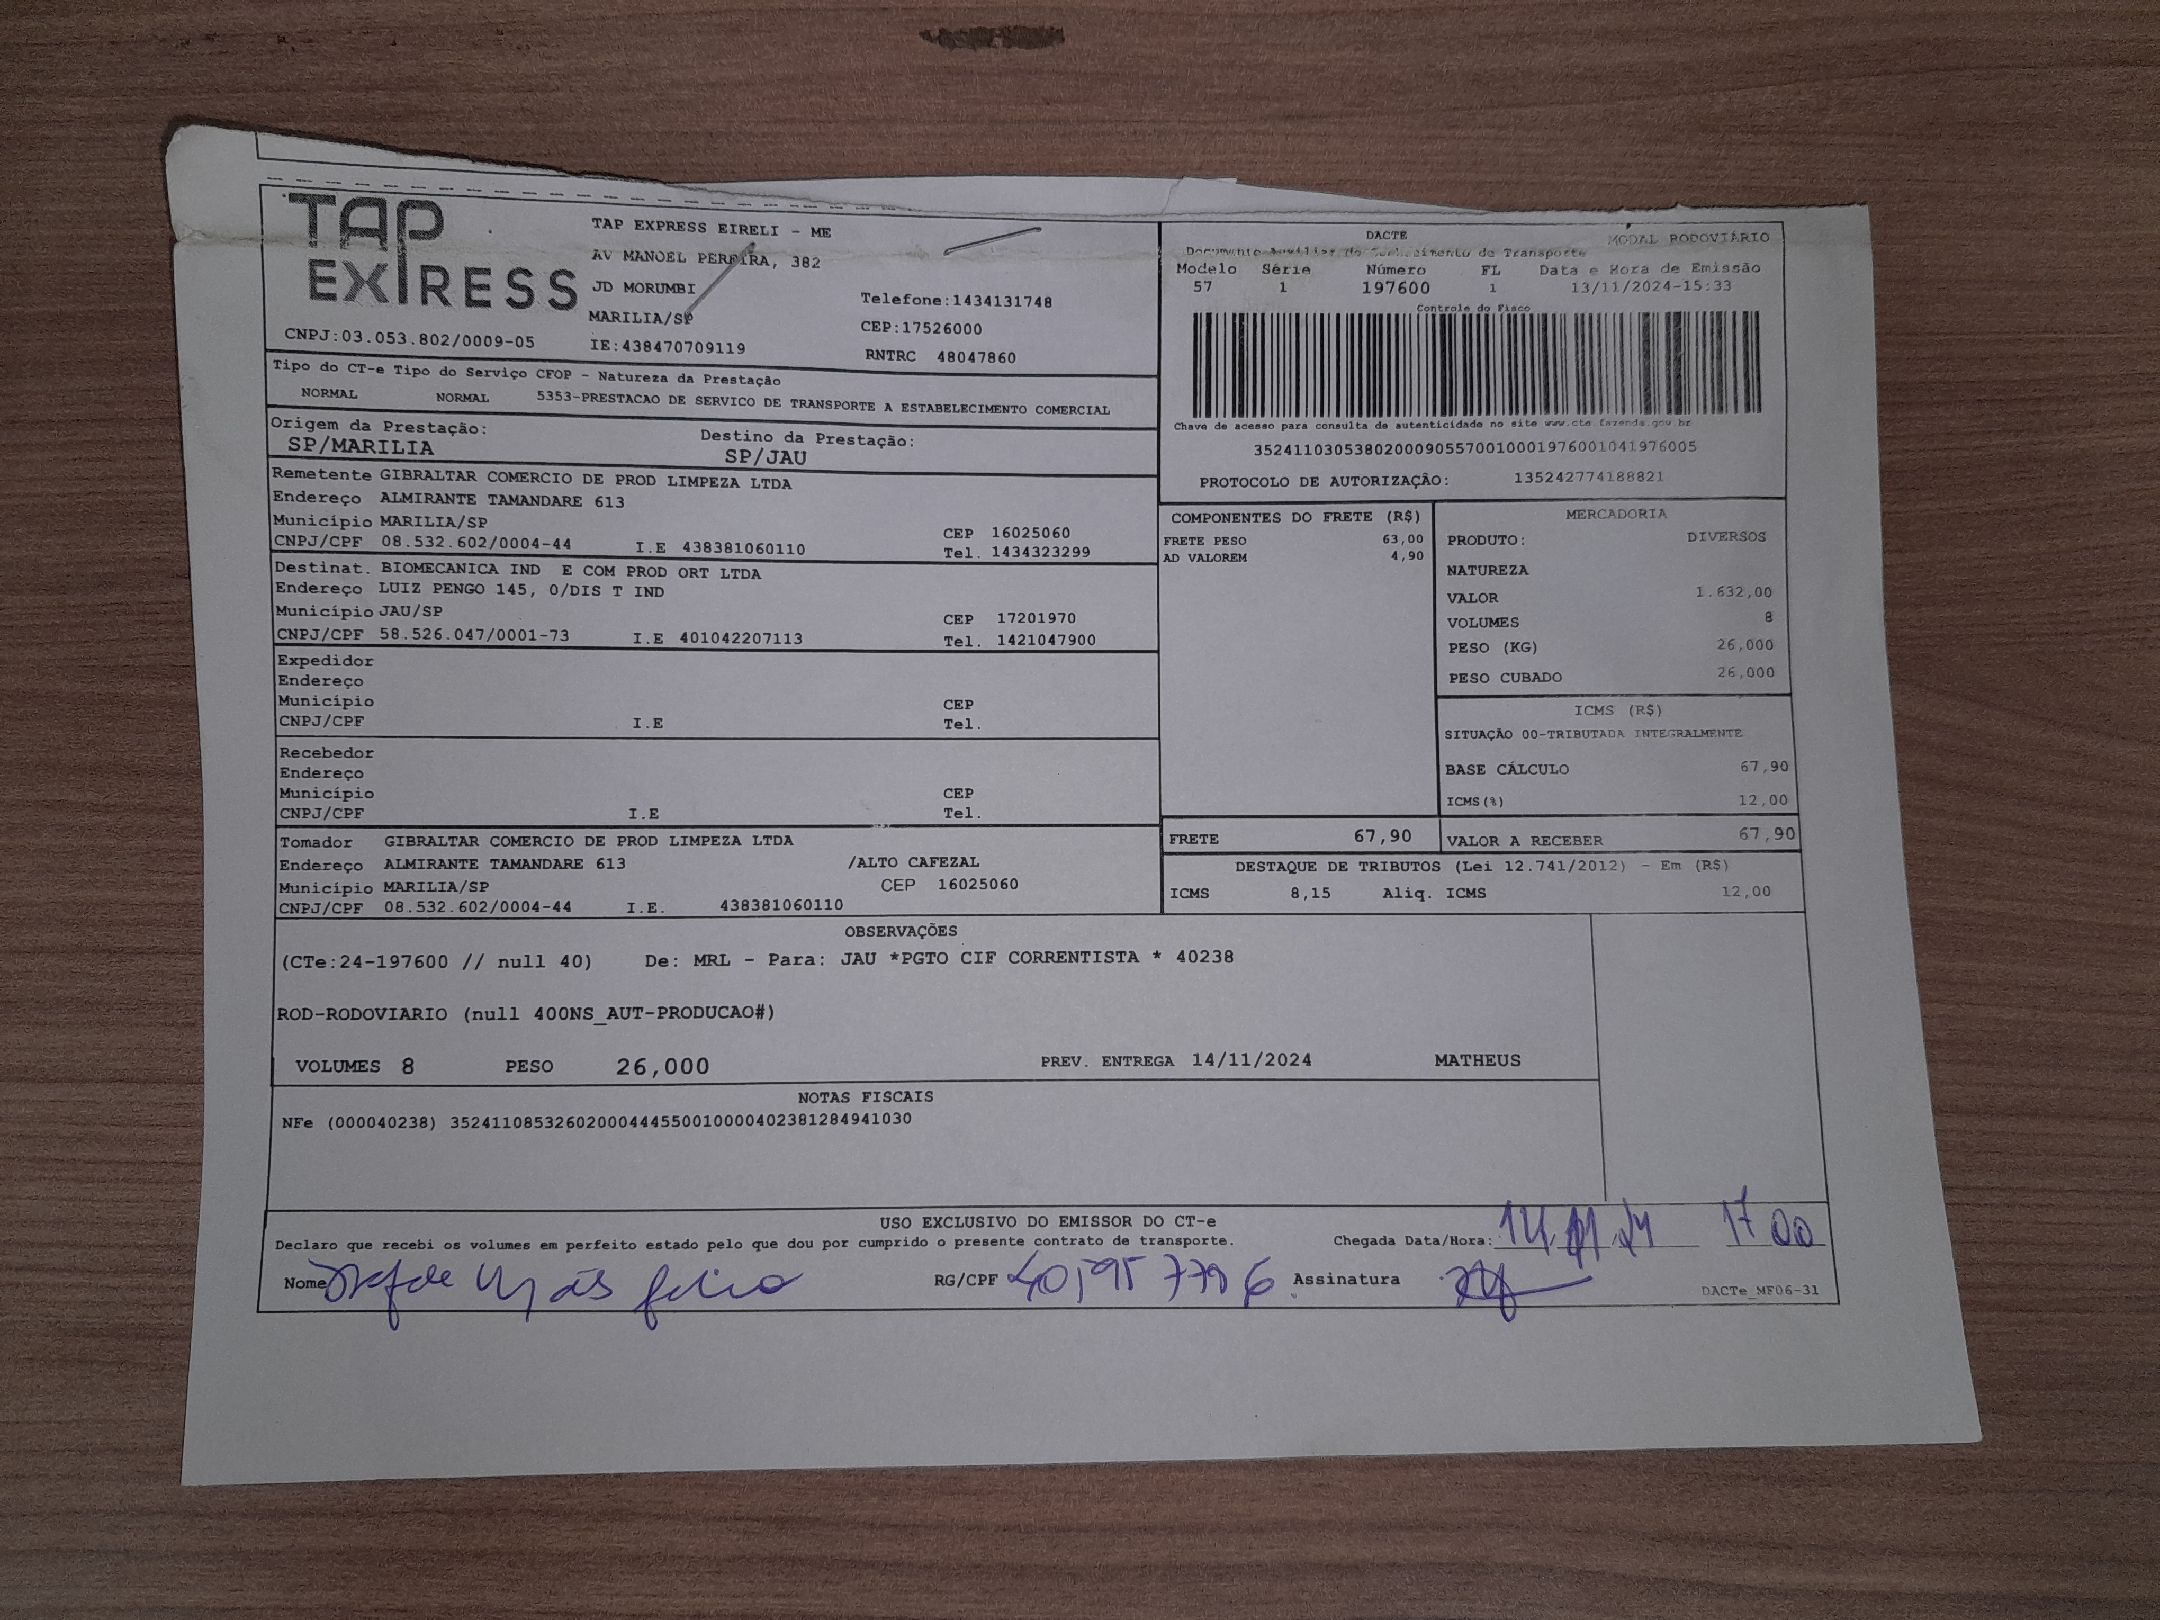 TAP
EXPRESS
CNPJ:03.053.802/0009-05
TAP EXPRESS EIRELI - ME
AV MANOEL PEREIRA, 382
JD MORUMBI
MARILIA/SP
IE:438470709119
Telefone:1434131748
CEP:17526000
RNTRC 48047860
DACTE
MODAL RODOVIÁRIO
Documento Auxiliar do Conhecimento de Transporte
Modelo Série Número FL Data e Hora de Emissão
57 1 197600 1 13/11/2024-15:33
Controle do Fisco
Chave de acesso para consulta de autenticidade no site www.cte.fazenda.gov.br
35241103053802000905570010001976001041976005
PROTOCOLO DE AUTORIZAÇÃO: 135242774188821
Tipo do CT-e Tipo do Serviço CFOP - Natureza da Prestação
NORMAL NORMAL 5353-PRESTACAO DE SERVICO DE TRANSPORTE A ESTABELECIMENTO COMERCIAL
Origem da Prestação: Destino da Prestação:
SP/MARILIA SP/JAU
Remetente GIBRALTAR COMERCIO DE PROD LIMPEZA LTDA
Endereço ALMIRANTE TAMANDARE 613
Município MARILIA/SP CEP 16025060
CNPJ/CPF 08.532.602/0004-44 I.E 438381060110 Tel. 1434323299
Destinat. BIOMECANICA IND E COM PROD ORT LTDA
Endereço LUIZ PENGO 145, 0/DIS T IND
Município JAU/SP CEP 17201970
CNPJ/CPF 58.526.047/0001-73 I.E 401042207113 Tel. 1421047900
Expedidor
Endereço
Município CEP
CNPJ/CPF I.E Tel.
Recebedor
Endereço
Município CEP
CNPJ/CPF I.E Tel.
Tomador GIBRALTAR COMERCIO DE PROD LIMPEZA LTDA
Endereço ALMIRANTE TAMANDARE 613 /ALTO CAFEZAL
Município MARILIA/SP CEP 16025060
CNPJ/CPF 08.532.602/0004-44 I.E. 438381060110
COMPONENTES DO FRETE (R$)
FRETE PESO 63,00
AD VALOREM 4,90
MERCADORIA
PRODUTO: DIVERSOS
NATUREZA
VALOR 1.632,00
VOLUMES 8
PESO (KG) 26,000
PESO CUBADO 26,000
ICMS (R$)
SITUAÇÃO 00-TRIBUTADA INTEGRALMENTE
BASE CÁLCULO 67,90
ICMS(%) 12,00
FRETE 67,90 VALOR A RECEBER 67,90
DESTAQUE DE TRIBUTOS (Lei 12.741/2012) - Em (R$)
ICMS 8,15 Aliq. ICMS 12,00
OBSERVAÇÕES
(CTe:24-197600 // null 40) De: MRL - Para: JAU *PGTO CIF CORRENTISTA * 40238
ROD-RODOVIARIO (null 400NS_AUT-PRODUCAO#)
VOLUMES 8 PESO 26,000 PREV. ENTREGA 14/11/2024 MATHEUS
NOTAS FISCAIS
NFe (000040238) 35241108532602000444550010000402381284941030
USO EXCLUSIVO DO EMISSOR DO CT-e
Declaro que recebi os volumes em perfeito estado pelo que dou por cumprido o presente contrato de transporte. Chegada Data/Hora: 14 11 24 17 00
Nome RG/CPF Assinatura
DACTe_MF06-31